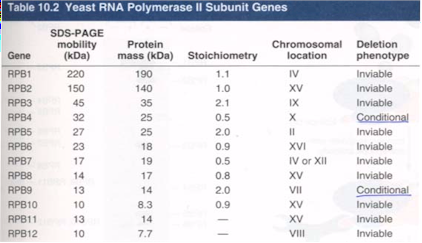 Table 10.2 Yeast RNA Polymerase II Subunit Genes
Gene SDS-PAGE mobility (kDa) Protein mass (kDa) Stoichiometry Chromosomal location Deletion phenotype
RPB1 220 190 1.1 IV Inviable
RPB2 150 140 1.0 XV Inviable
RPB3 45 35 2.1 IX Inviable
RPB4 32 25 0.5 X Conditional
RPB5 27 25 2.0 II Inviable
RPB6 23 18 0.9 XVI Inviable
RPB7 17 19 0.5 IV or XII Inviable
RPB8 14 17 0.8 XV Inviable
RPB9 13 14 2.0 VII Conditional
RPB10 10 8.3 0.9 XV Inviable
RPB11 13 14 — XV Inviable
RPB12 10 7.7 — VIII Inviable